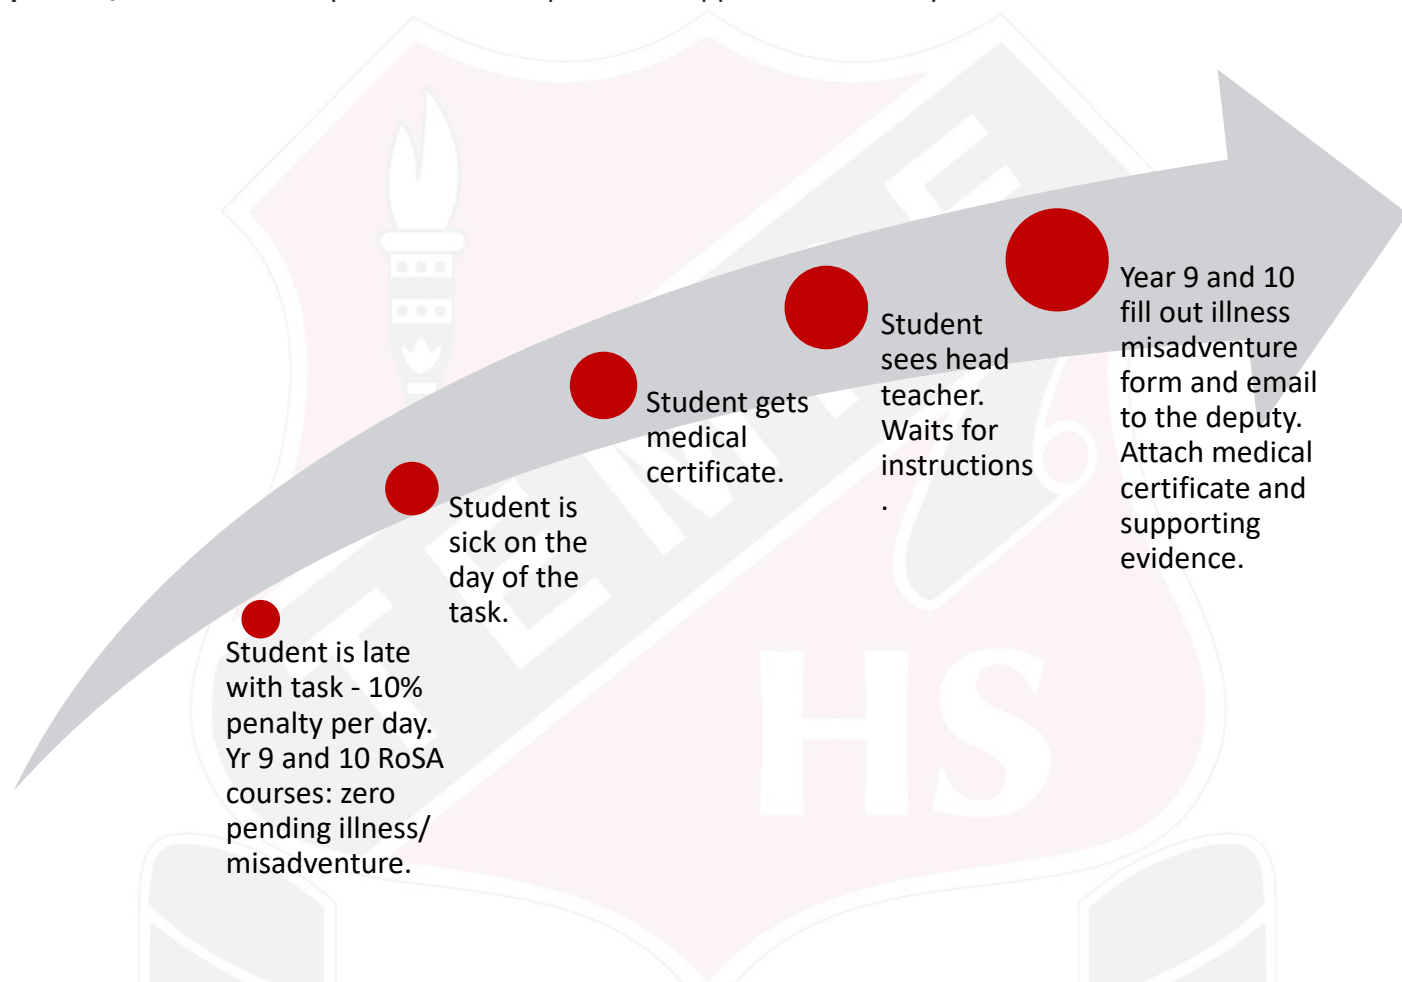 Student is late
with task - 10%
penalty per day.
Yr 9 and 10 RoSA
courses: zero
pending illness/
misadventure.
Student is
sick on the
day of the
task.
Student gets
medical
certificate.
Student
sees head
teacher.
Waits for
instructions
.
Year 9 and 10
fill out illness
misadventure
form and email
to the deputy.
Attach medical
certificate and
supporting
evidence.
HS